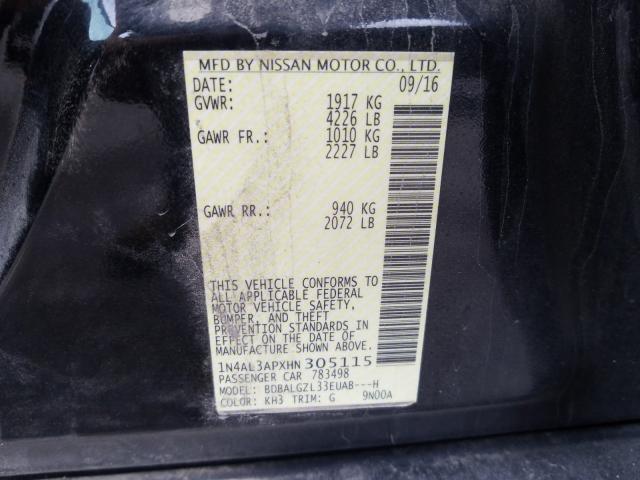 MFD BY NISSAN MOTOR CO., LTD.
DATE: 09/16
GVWR: 1917 KG
4226 LB
GAWR FR.: 1010 KG
2227 LB
GAWR RR.: 940 KG
2072 LB
THIS VEHICLE CONFORMS TO
ALL APPLICABLE FEDERAL
MOTOR VEHICLE SAFETY,
BUMPER, AND THEFT
PREVENTION STANDARDS IN
EFFECT ON THE DATE OF
MANUFACTURE SHOWN ABOVE.
1N4AL3APXHN305115
PASSENGER CAR 783498
MODEL: BDBALGZL33EUAB---H
COLOR: KH3 TRIM: G 9N00A